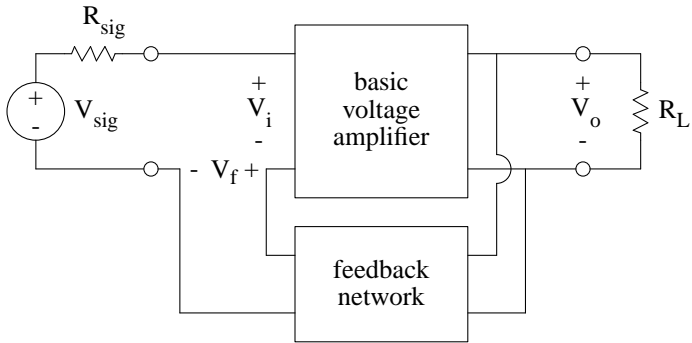 R_sig
+
-
V_sig
+
V_i
-
- V_f +
basic
voltage
amplifier
+
V_o
-
R_L
feedback
network